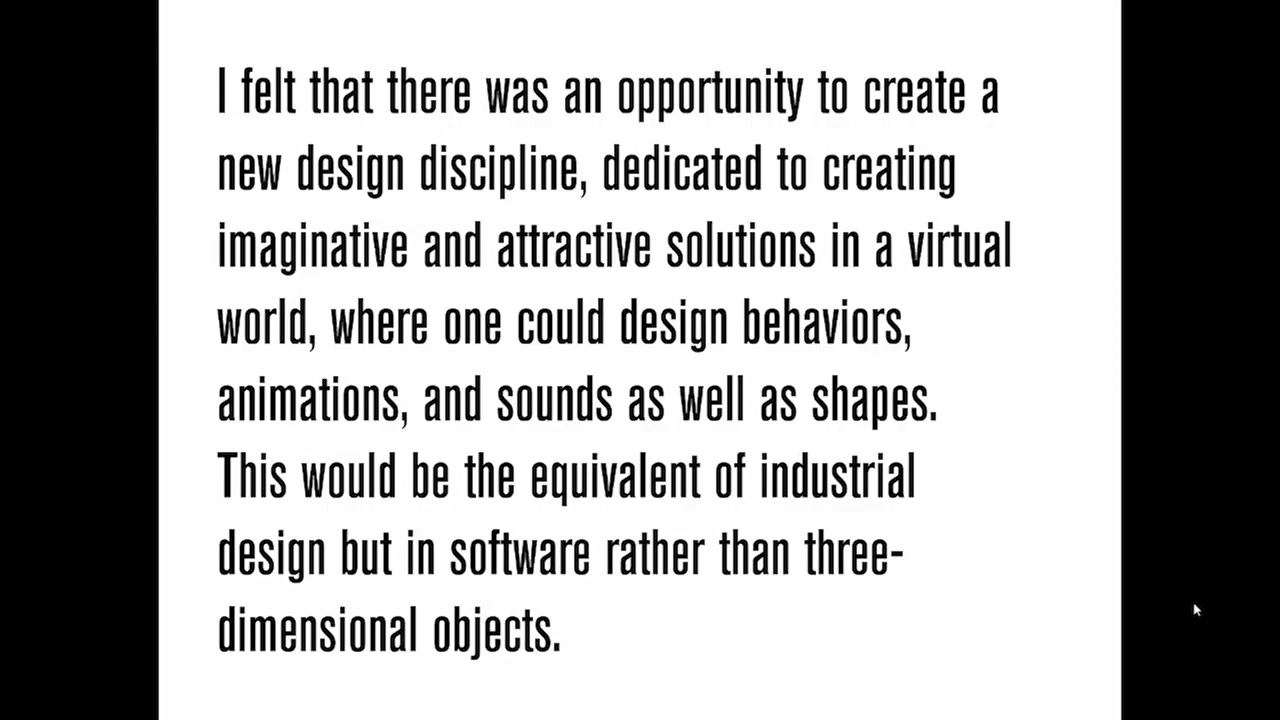 I felt that there was an opportunity to create a
new design discipline, dedicated to creating
imaginative and attractive solutions in a virtual
world, where one could design behaviors,
animations, and sounds as well as shapes.
This would be the equivalent of industrial
design but in software rather than three-
dimensional objects.